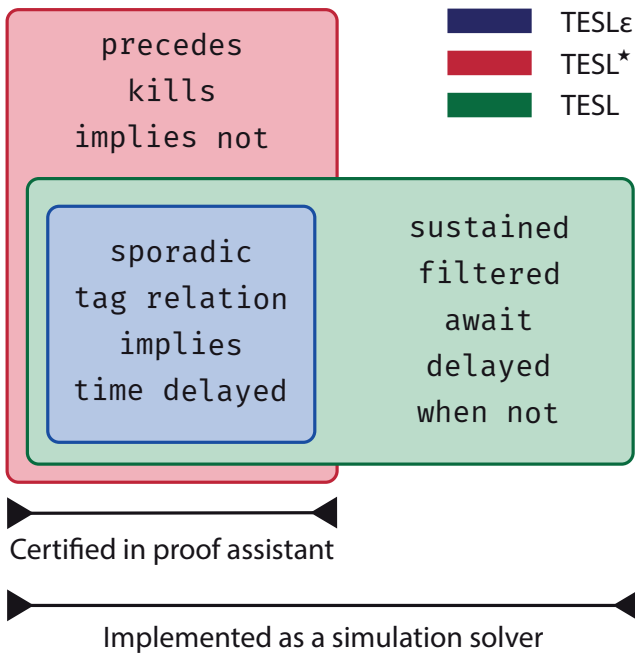 precedes
kills
implies not
TESLε
TESL★
TESL
sporadic
tag relation
implies
time delayed
sustained
filtered
await
delayed
when not
Certified in proof assistant
Implemented as a simulation solver